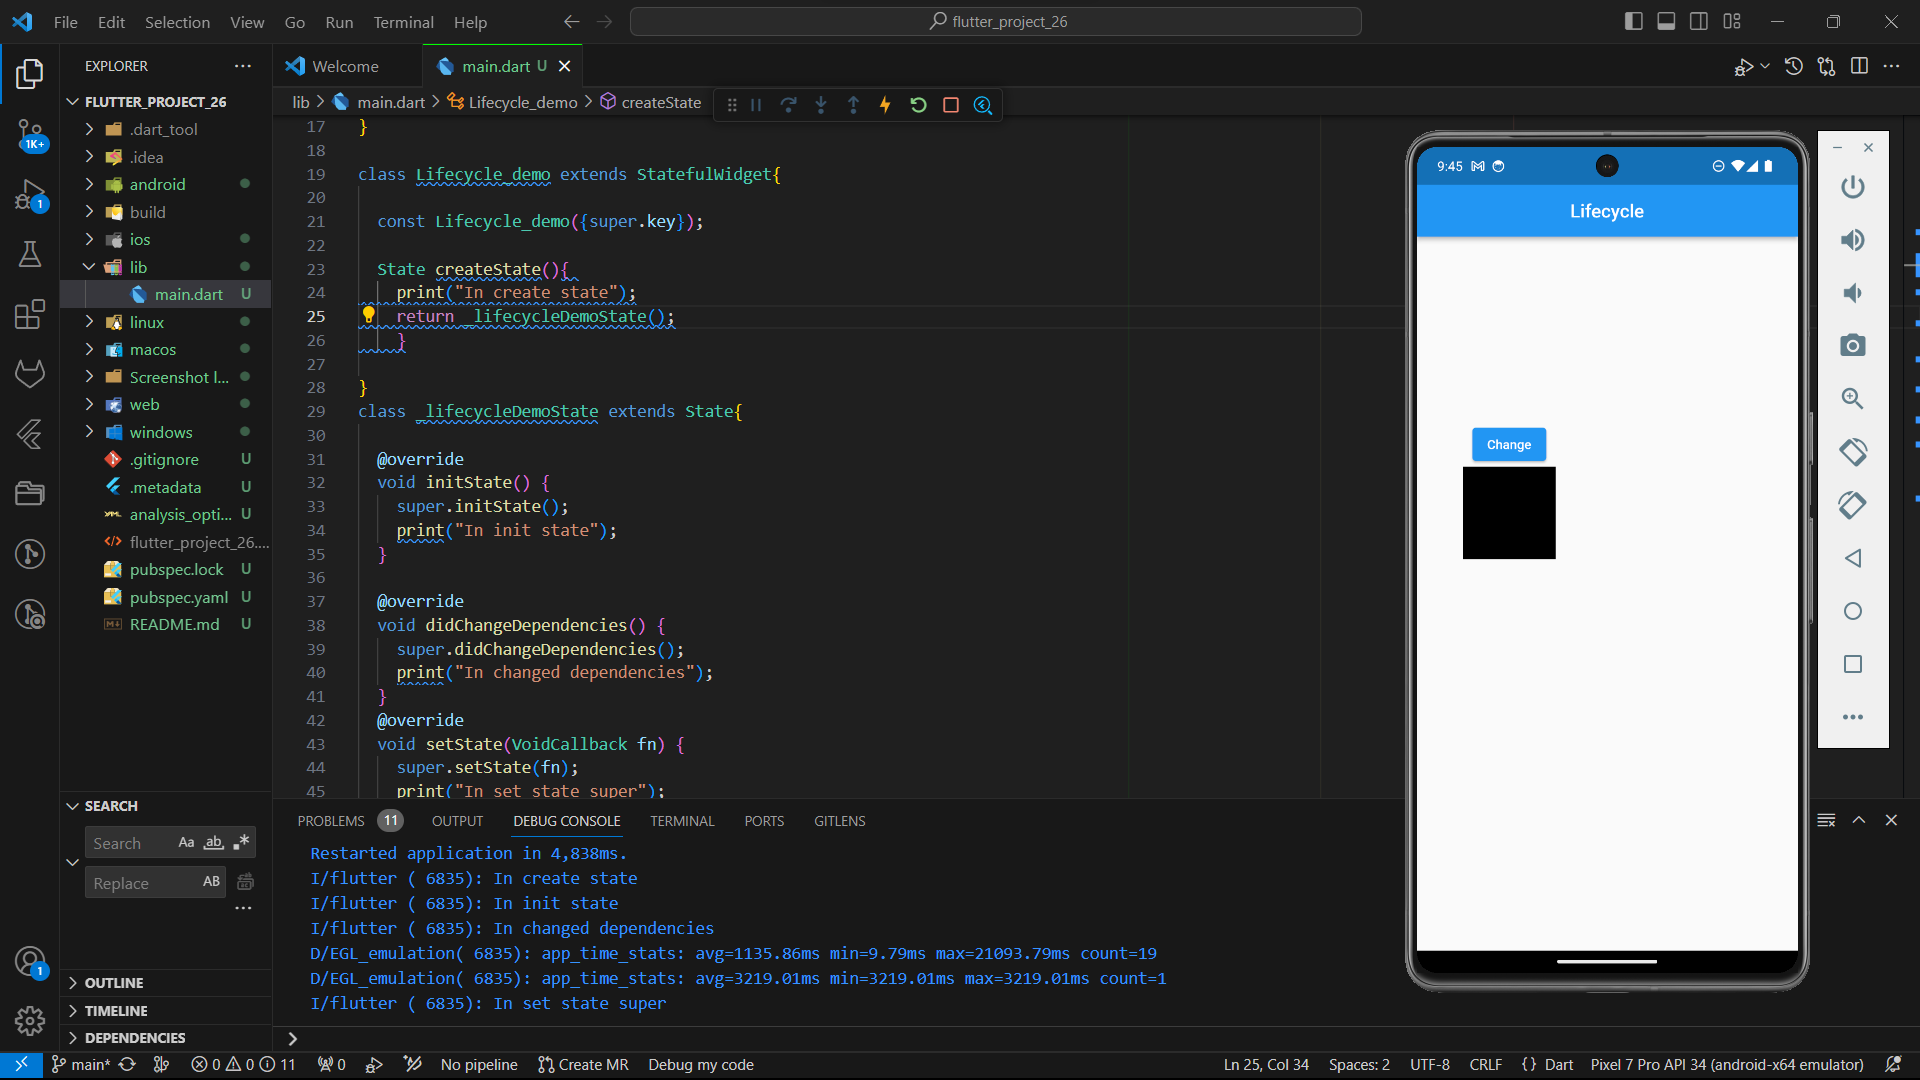 File Edit Selection View Go Run Terminal Help
flutter_project_26
EXPLORER
Welcome
main.dart U
FLUTTER_PROJECT_26
lib > main.dart > Lifecycle_demo > createState
.dart_tool
.idea
android
build
ios
lib
main.dart U
linux
macos
Screenshot l...
web
windows
.gitignore U
.metadata U
analysis_opti... U
flutter_project_26....
pubspec.lock U
pubspec.yaml U
README.md U
1K+
1
SEARCH
Search Aa ab
Replace AB
OUTLINE
TIMELINE
DEPENDENCIES
1
17 }
18
19 class Lifecycle_demo extends StatefulWidget{
20
21 const Lifecycle_demo({super.key});
22
23 State createState(){
24 print("In create state");
25 return _lifecycleDemoState();
26 }
27
28 }
29 class _lifecycleDemoState extends State{
30
31 @override
32 void initState() {
33 super.initState();
34 print("In init state");
35 }
36
37 @override
38 void didChangeDependencies() {
39 super.didChangeDependencies();
40 print("In changed dependencies");
41 }
42 @override
43 void setState(VoidCallback fn) {
44 super.setState(fn);
45 print("In set state super");
9:45
Lifecycle
Change
PROBLEMS 11 OUTPUT DEBUG CONSOLE TERMINAL PORTS GITLENS
Restarted application in 4,838ms.
I/flutter ( 6835): In create state
I/flutter ( 6835): In init state
I/flutter ( 6835): In changed dependencies
D/EGL_emulation( 6835): app_time_stats: avg=1135.86ms min=9.79ms max=21093.79ms count=19
D/EGL_emulation( 6835): app_time_stats: avg=3219.01ms min=3219.01ms max=3219.01ms count=1
I/flutter ( 6835): In set state super
main* 0 0 11 0 No pipeline Create MR Debug my code
Ln 25, Col 34 Spaces: 2 UTF-8 CRLF {} Dart Pixel 7 Pro API 34 (android-x64 emulator)